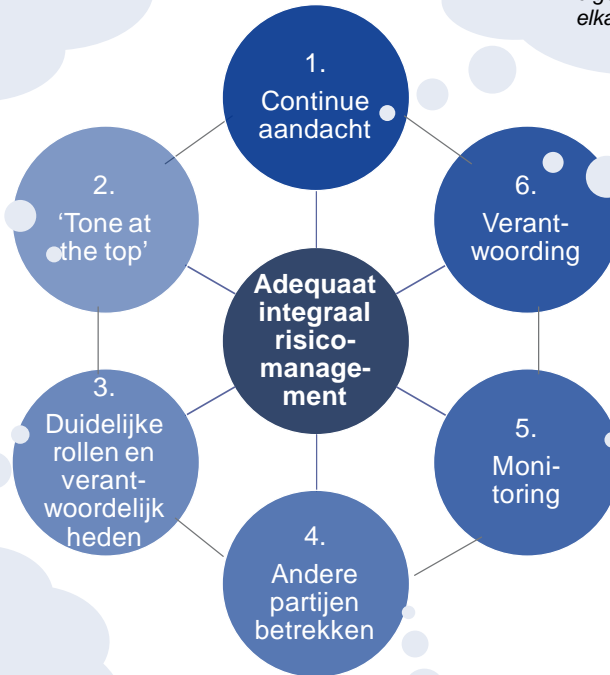 elka
1.
Continue
aandacht
2.
‘Tone at
the top’
6.
Verant-
woording
Adequaat
integraal
risico-
manage-
ment
3.
Duidelijke
rollen en
verant-
woordelijk
heden
5.
Moni-
toring
4.
Andere
partijen
betrekken